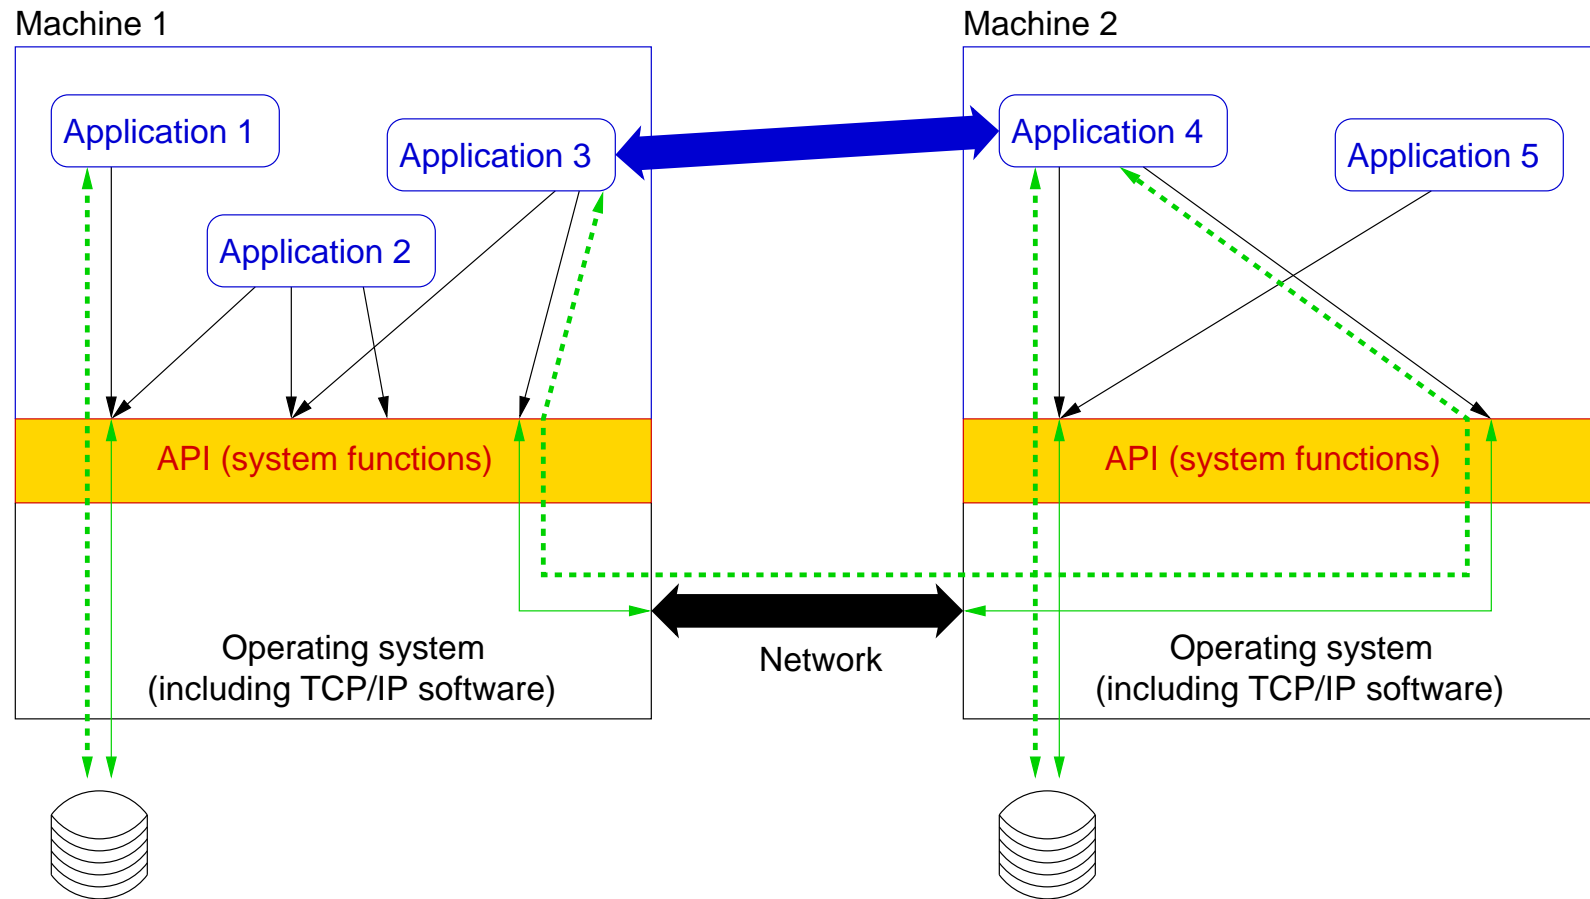 Machine 1
Machine 2
Application 1
Application 3
Application 2
Application 4
Application 5
API (system functions)
API (system functions)
Operating system
(including TCP/IP software)
Network
Operating system
(including TCP/IP software)